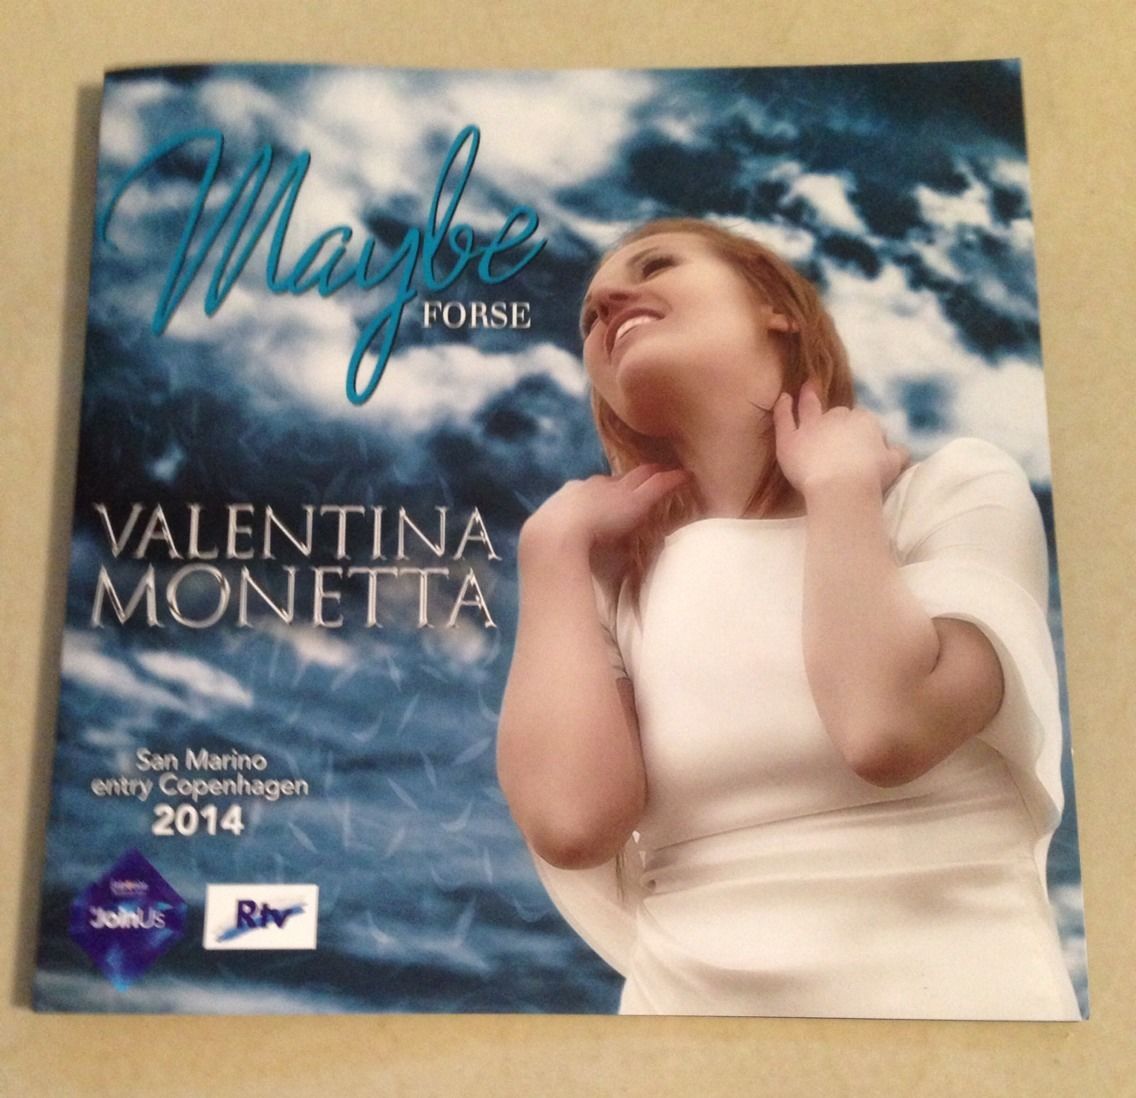 Maybe
FORSE
VALENTINA
MONETTA
San Marino
entry Copenhagen
2014
JoinUs
Rtv